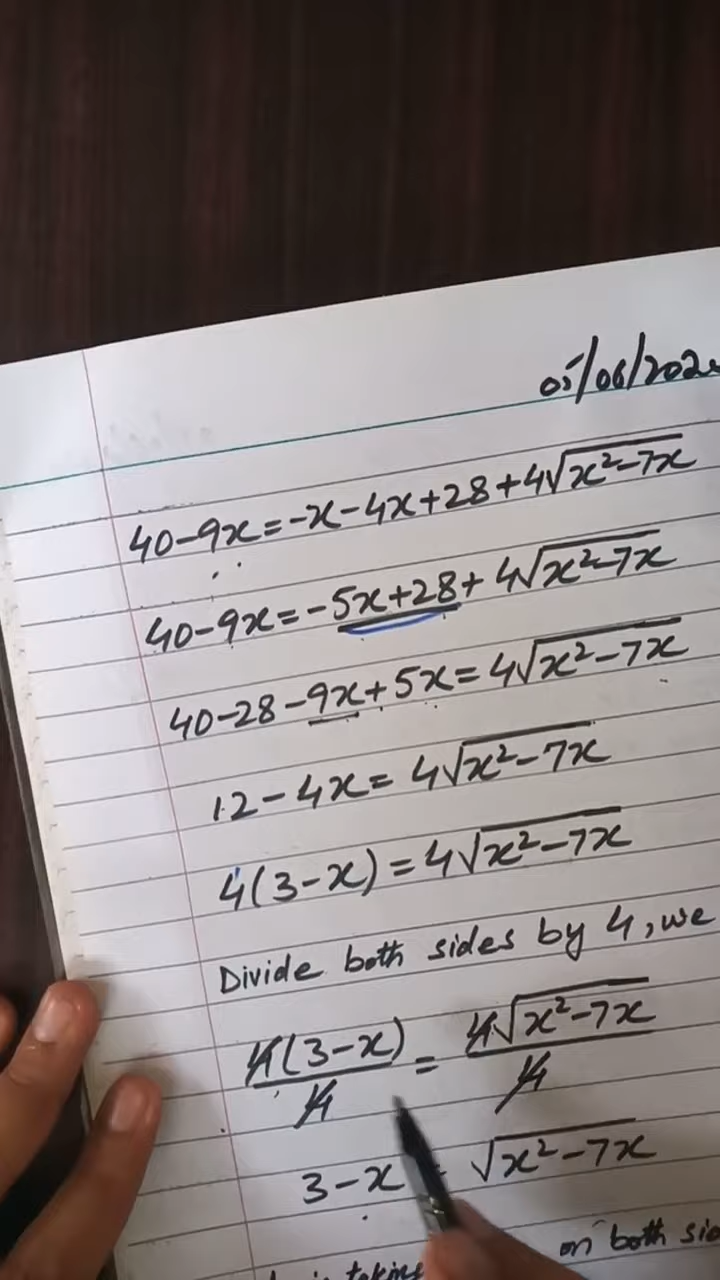 05/06/202
40-9x=-x-4x+28+4√x²-7x
40-9x=-5x+28+4√x²-7x
40-28-9x+5x=4√x²-7x
12-4x=4√x²-7x
4(3-x)=4√x²-7x
Divide both sides by 4, we
4(3-x)/4 = 4√x²-7x/4
3-x = √x²-7x
taking on both